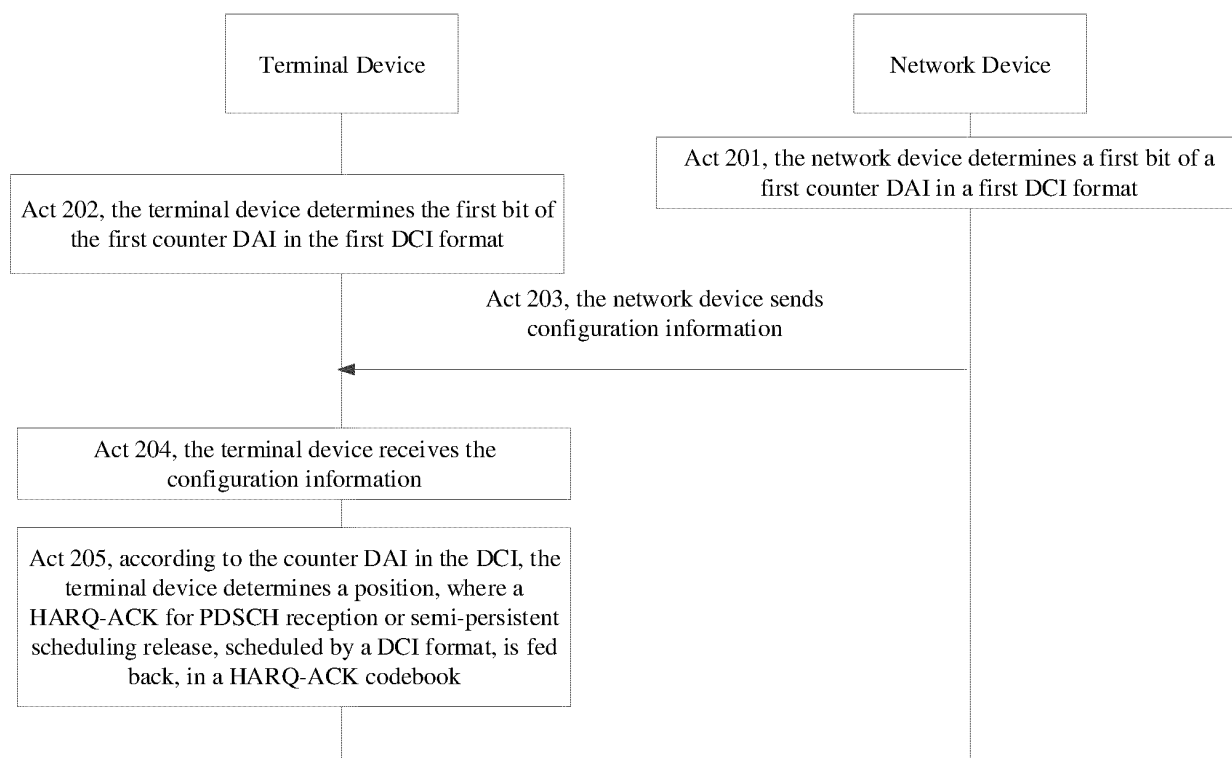 Terminal Device
Network Device
Act 201, the network device determines a first bit of a
first counter DAI in a first DCI format
Act 202, the terminal device determines the first bit of
the first counter DAI in the first DCI format
Act 203, the network device sends
configuration information
Act 204, the terminal device receives the
configuration information
Act 205, according to the counter DAI in the DCI, the
terminal device determines a position, where a
HARQ-ACK for PDSCH reception or semi-persistent
scheduling release, scheduled by a DCI format, is fed
back, in a HARQ-ACK codebook